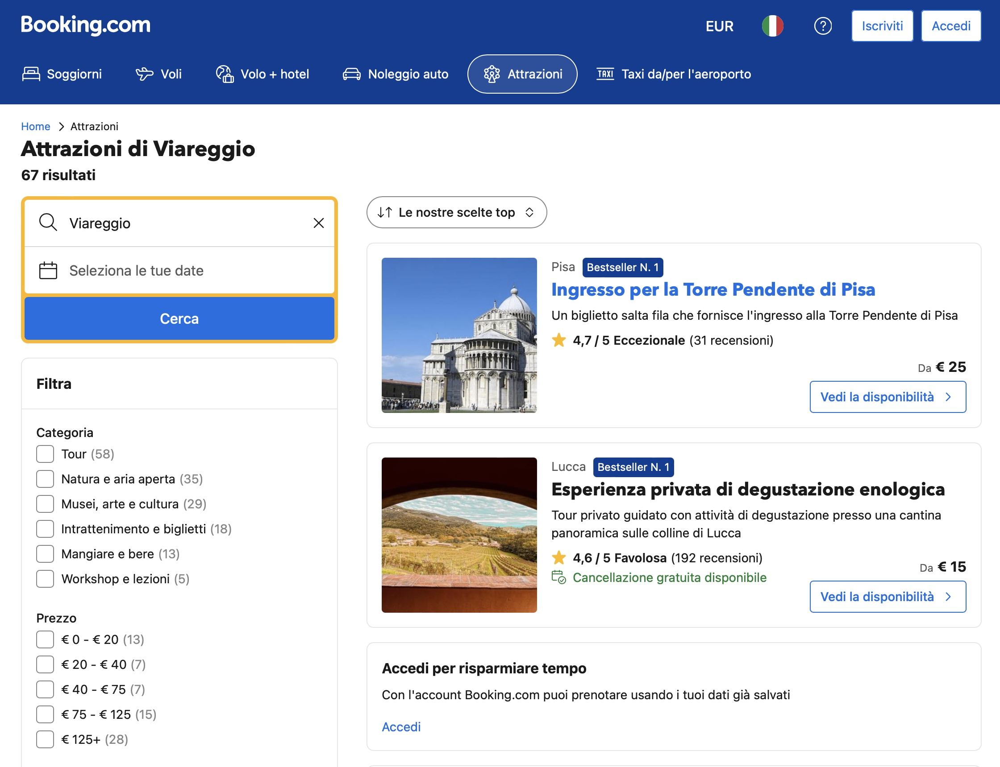 Booking.com
EUR
Iscriviti
Accedi
Soggiorni
Voli
Volo + hotel
Noleggio auto
Attrazioni
TAXI Taxi da/per l'aeroporto
Home > Attrazioni
Attrazioni di Viareggio
67 risultati
Viareggio
Seleziona le tue date
Cerca
Filtra
Categoria
Tour (58)
Natura e aria aperta (35)
Musei, arte e cultura (29)
Intrattenimento e biglietti (18)
Mangiare e bere (13)
Workshop e lezioni (5)
Prezzo
€ 0 - € 20 (13)
€ 20 - € 40 (7)
€ 40 - € 75 (7)
€ 75 - € 125 (15)
€ 125+ (28)
Le nostre scelte top
Pisa Bestseller N. 1
Ingresso per la Torre Pendente di Pisa
Un biglietto salta fila che fornisce l'ingresso alla Torre Pendente di Pisa
4,7 / 5 Eccezionale (31 recensioni)
Da € 25
Vedi la disponibilità
Lucca Bestseller N. 1
Esperienza privata di degustazione enologica
Tour privato guidato con attività di degustazione presso una cantina
panoramica sulle colline di Lucca
4,6 / 5 Favolosa (192 recensioni)
Cancellazione gratuita disponibile
Da € 15
Vedi la disponibilità
Accedi per risparmiare tempo
Con l'account Booking.com puoi prenotare usando i tuoi dati già salvati
Accedi